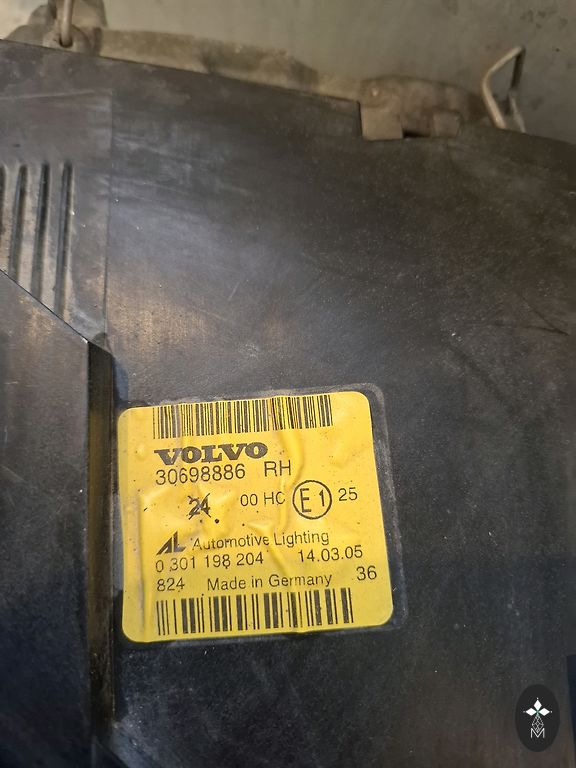 VOLVO
30698886 RH
24 00 HC E1 25
AL Automotive Lighting
0 301 198 204 14.03.05
824 Made in Germany 36
M